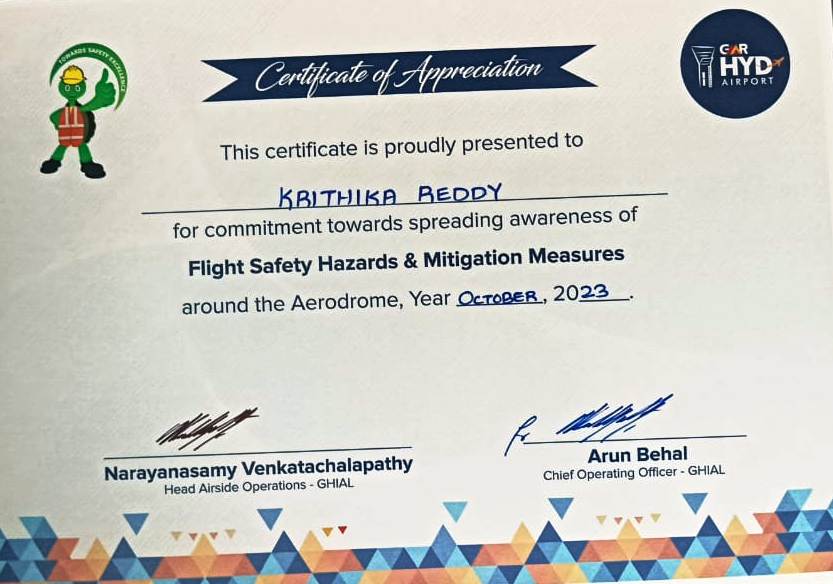 TOWARDS SAFETY EXCELLENCE
Certificate of Appreciation
GMR
HYD
AIRPORT
This certificate is proudly presented to
KRITHIKA REDDY
for commitment towards spreading awareness of
Flight Safety Hazards & Mitigation Measures
around the Aerodrome, Year OCTOBER, 2023.
Narayanasamy Venkatachalapathy
Head Airside Operations - GHIAL
Arun Behal
Chief Operating Officer - GHIAL